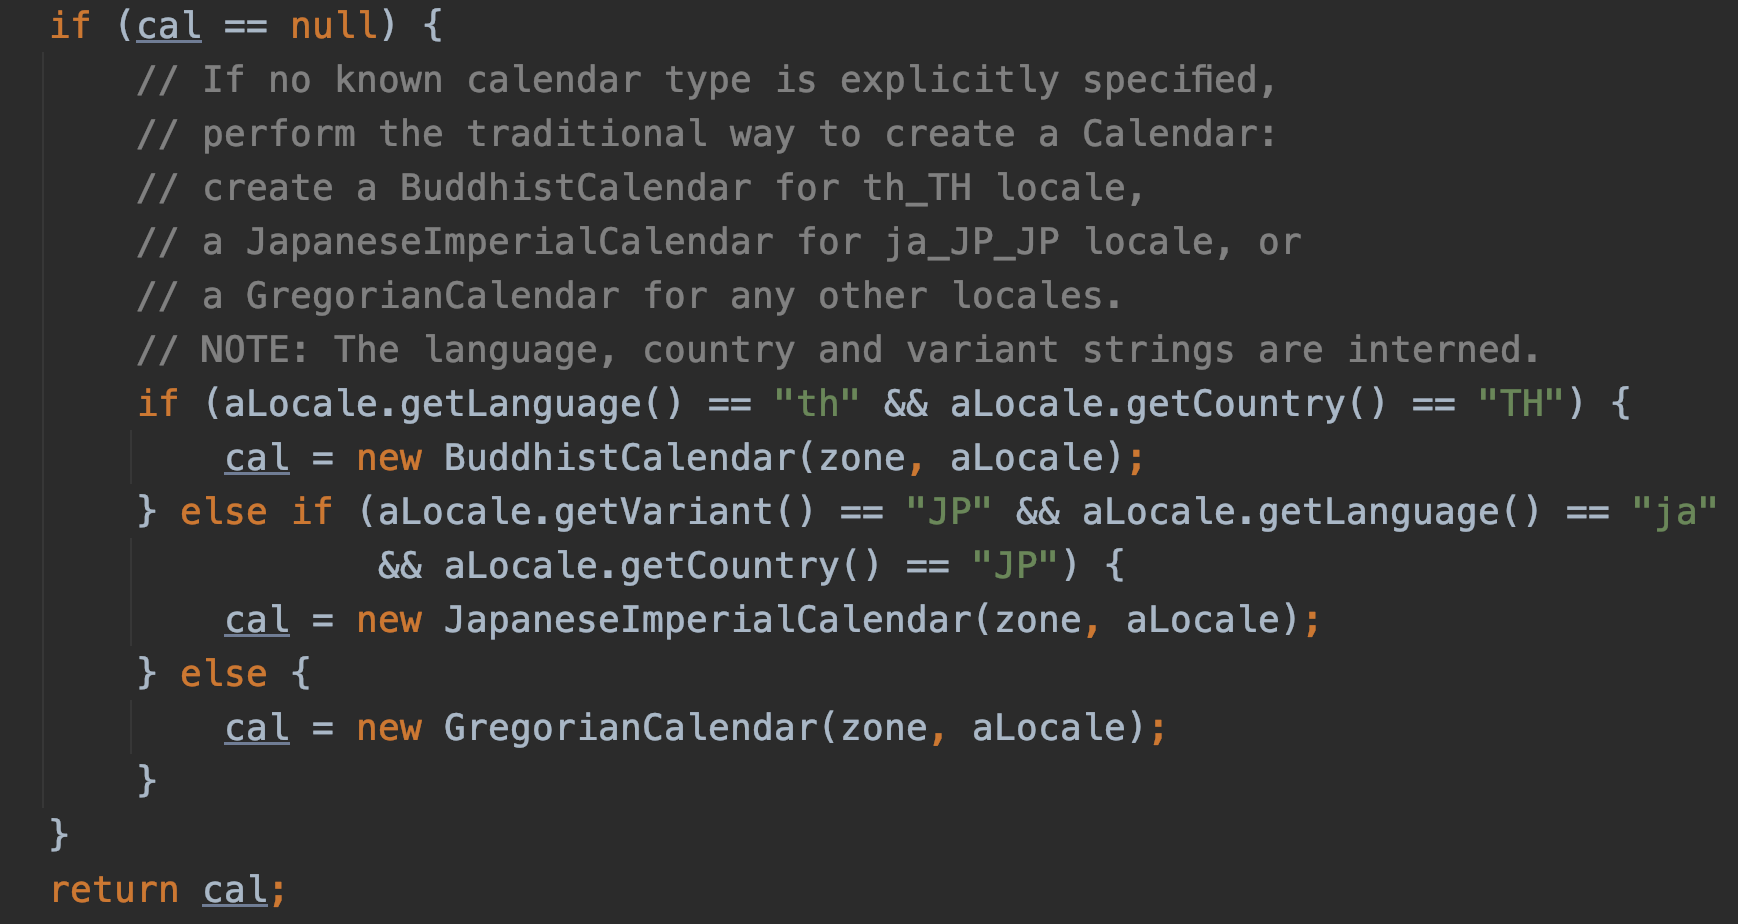 if (cal == null) {
// If no known calendar type is explicitly specified,
// perform the traditional way to create a Calendar:
// create a BuddhistCalendar for th_TH locale,
// a JapaneseImperialCalendar for ja_JP_JP locale, or
// a GregorianCalendar for any other locales.
// NOTE: The language, country and variant strings are interned.
if (aLocale.getLanguage() == "th" && aLocale.getCountry() == "TH") {
cal = new BuddhistCalendar(zone, aLocale);
} else if (aLocale.getVariant() == "JP" && aLocale.getLanguage() == "ja"
&& aLocale.getCountry() == "JP") {
cal = new JapaneseImperialCalendar(zone, aLocale);
} else {
cal = new GregorianCalendar(zone, aLocale);
}
}
return cal;